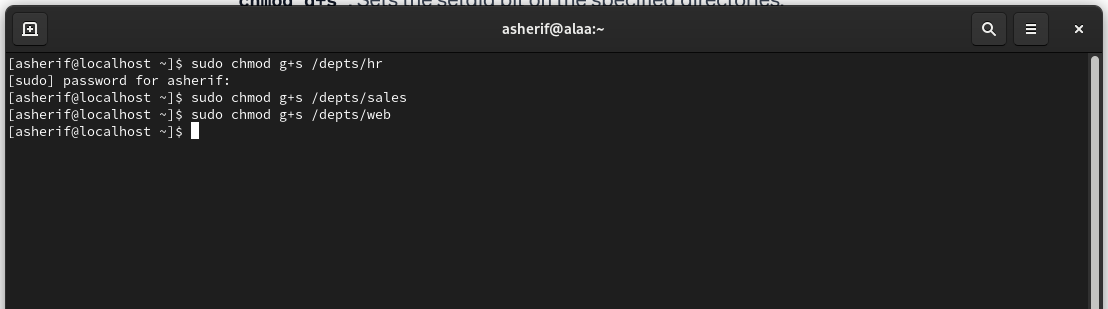 chmod g+s : Sets the setgid bit on the specified directories.
asherif@alaa:~
[asherif@localhost ~]$ sudo chmod g+s /depts/hr
[sudo] password for asherif:
[asherif@localhost ~]$ sudo chmod g+s /depts/sales
[asherif@localhost ~]$ sudo chmod g+s /depts/web
[asherif@localhost ~]$